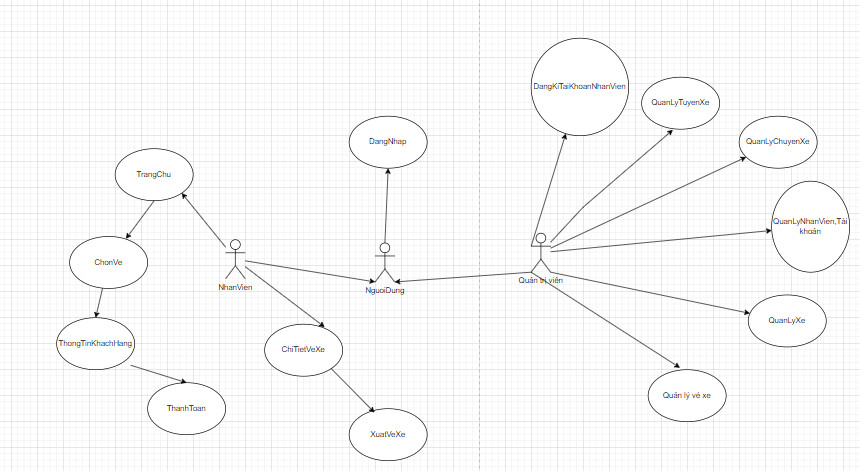 DangKiTaiKhoanNhanVien
QuanLyTuyenXe
DangNhap
QuanLyChuyenXe
TrangChu
QuanLyNhanVien,Tài
khoản
ChonVe
NhanVien
NguoiDung
Quản trị viên
QuanLyXe
ThongTinKhachHang
ChiTietVeXe
Quản lý vé xe
ThanhToan
XuatVeXe